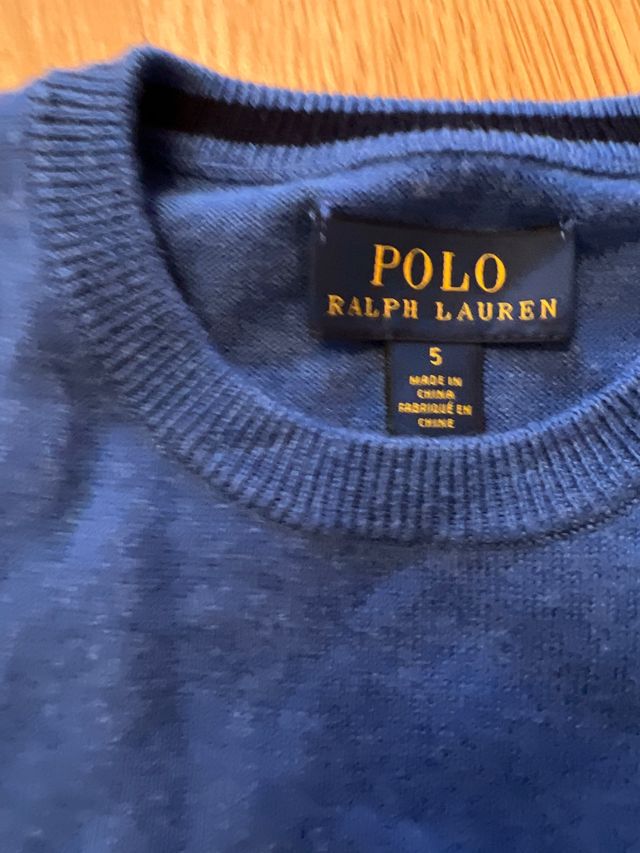 POLO
RALPH LAUREN
5
MADE IN
CHINA
FABRIQUÉ EN
CHINE